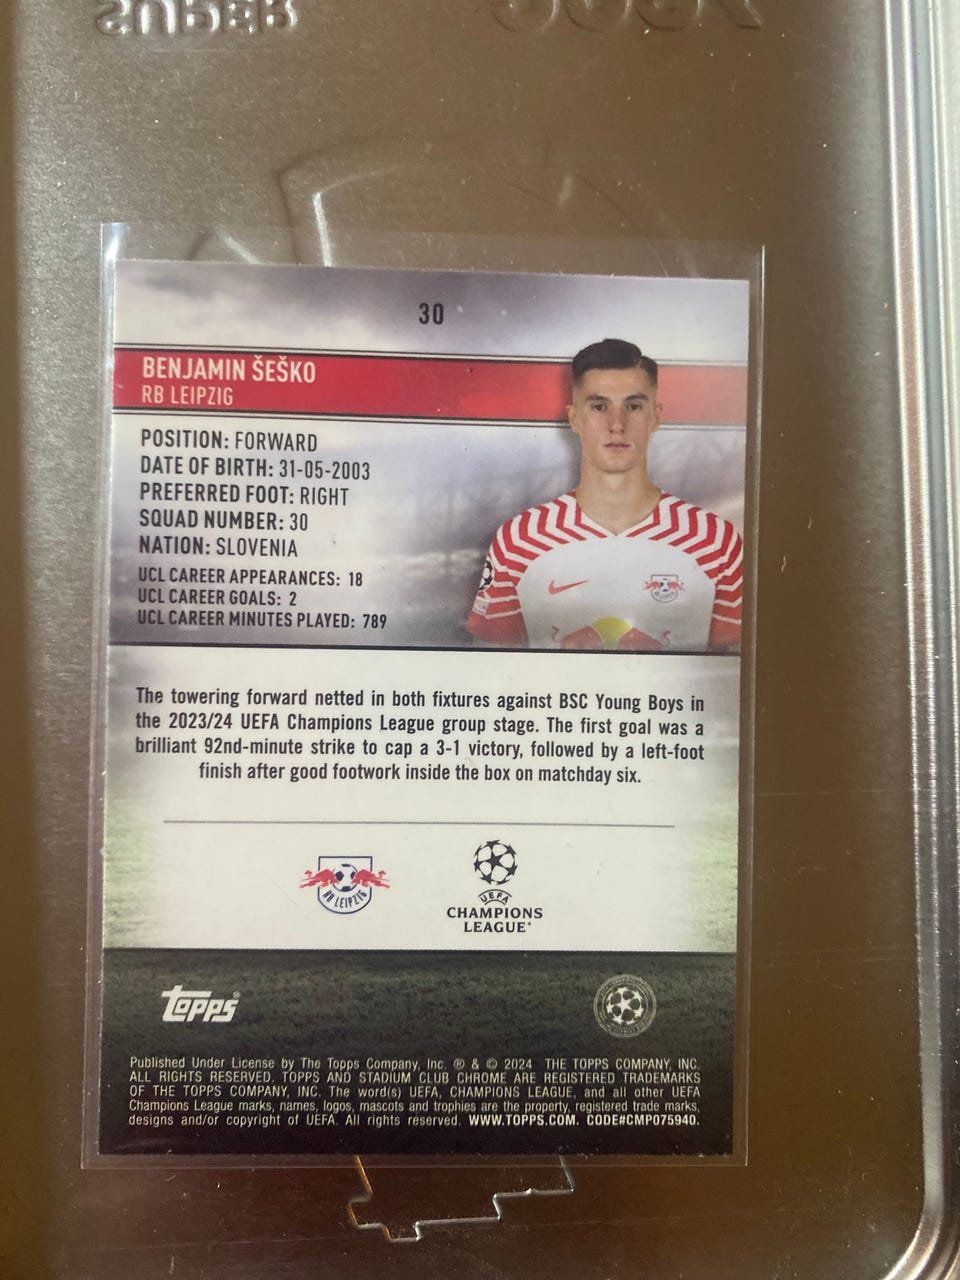 SUPER
30
BENJAMIN ŠEŠKO
RB LEIPZIG
POSITION: FORWARD
DATE OF BIRTH: 31-05-2003
PREFERRED FOOT: RIGHT
SQUAD NUMBER: 30
NATION: SLOVENIA
UCL CAREER APPEARANCES: 18
UCL CAREER GOALS: 2
UCL CAREER MINUTES PLAYED: 789
The towering forward netted in both fixtures against BSC Young Boys in
the 2023/24 UEFA Champions League group stage. The first goal was a
brilliant 92nd-minute strike to cap a 3-1 victory, followed by a left-foot
finish after good footwork inside the box on matchday six.
RB LEIPZIG
UEFA
CHAMPIONS
LEAGUE®
Topps®
Published Under License by The Topps Company, Inc. ® & © 2024 THE TOPPS COMPANY, INC.
ALL RIGHTS RESERVED. TOPPS AND STADIUM CLUB CHROME ARE REGISTERED TRADEMARKS
OF THE TOPPS COMPANY, INC. The word(s) UEFA, CHAMPIONS LEAGUE, and all other UEFA
Champions League marks, names, logos, mascots and trophies are the property, registered trade marks,
designs and/or copyright of UEFA. All rights reserved. WWW.TOPPS.COM. CODE#CMP075940.